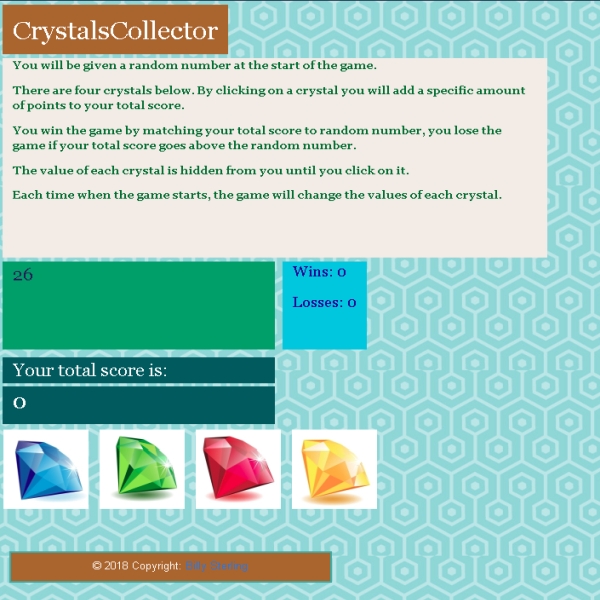 CrystalsCollector
You will be given a random number at the start of the game.
There are four crystals below. By clicking on a crystal you will add a specific amount
of points to your total score.
You win the game by matching your total score to random number, you lose the
game if your total score goes above the random number.
The value of each crystal is hidden from you until you click on it.
Each time when the game starts, the game will change the values of each crystal.
26
Wins: 0
Losses: 0
Your total score is:
0
© 2018 Copyright: Billy